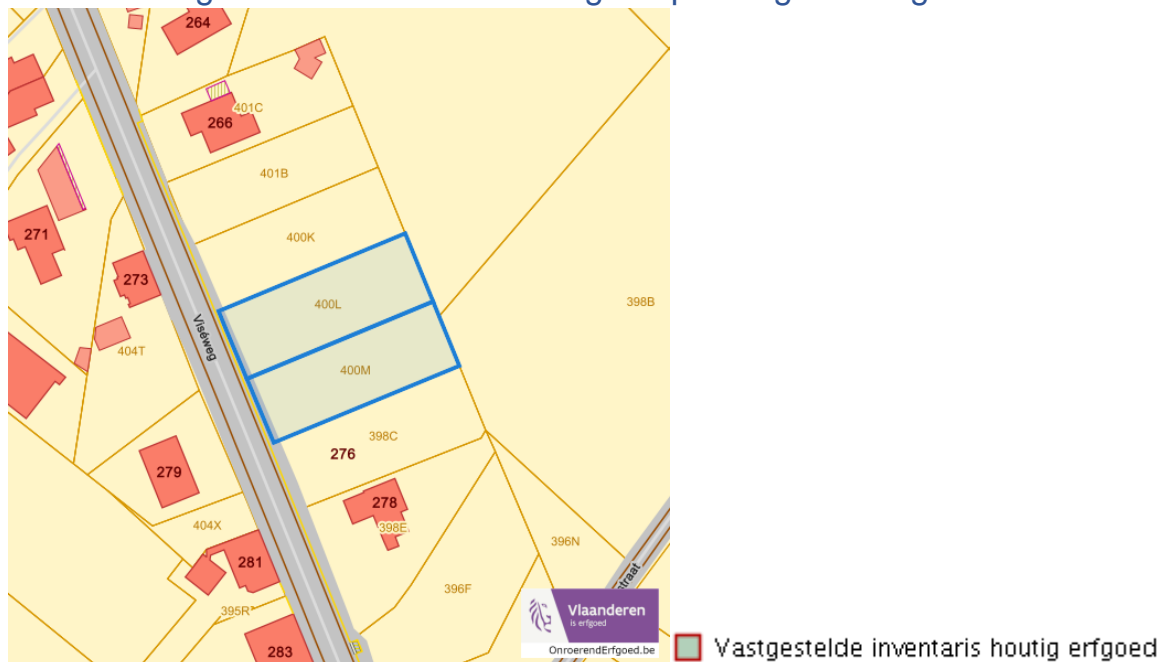 264
401C
266
401B
271
400K
273
400L
398B
Viséweg
404T
400M
398C
276
279
278
404X
398E
396N
281
straat
396F
395R
283
Vlaanderen
is erfgoed
OnroerendErfgoed.be
Vastgestelde inventaris houtig erfgoed